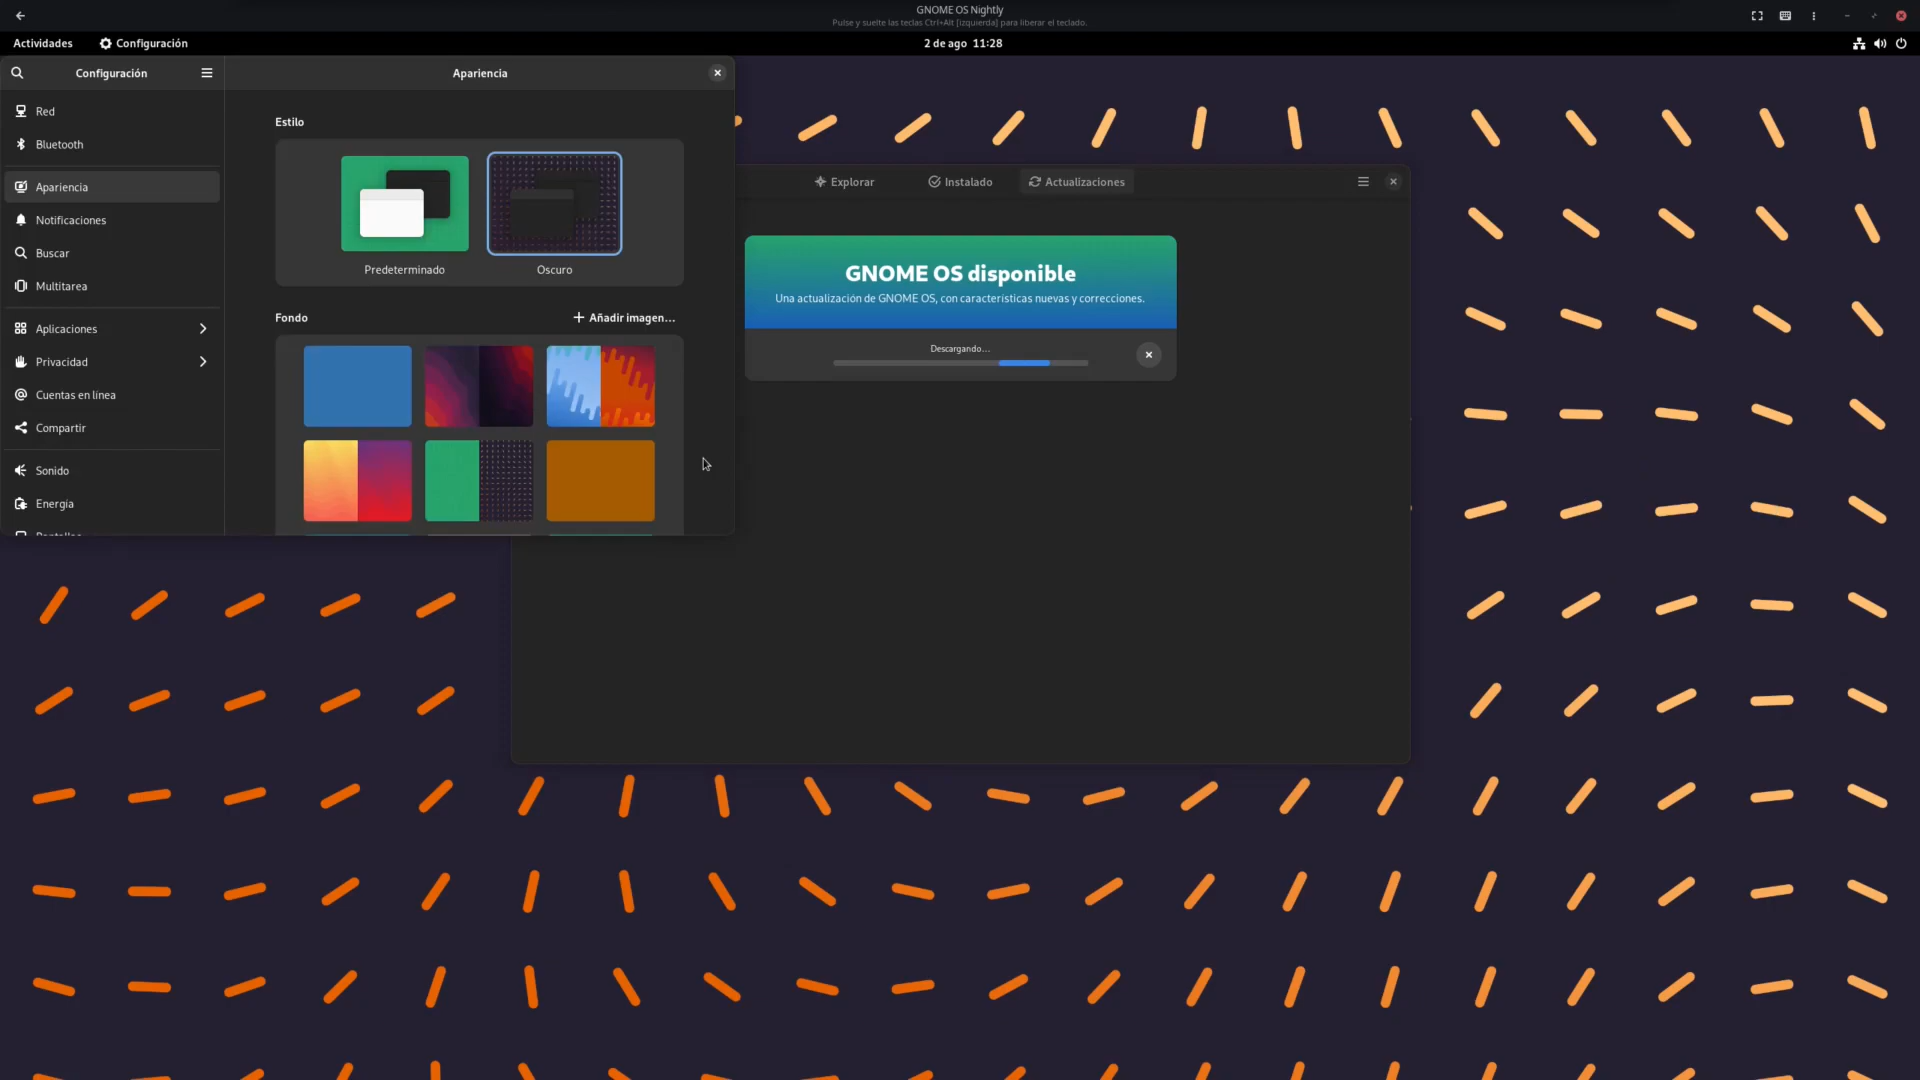 GNOME OS Nightly
Pulse y suelte las teclas Ctrl+Alt [izquierda] para liberar el teclado.
Actividades
Configuración
2 de ago 11:28
Configuración
Apariencia
Red
Bluetooth
Apariencia
Notificaciones
Buscar
Multitarea
Aplicaciones
Privacidad
Cuentas en línea
Compartir
Sonido
Energía
Estilo
Predeterminado
Oscuro
Fondo
Añadir imagen…
Explorar
Instalado
Actualizaciones
GNOME OS disponible
Una actualización de GNOME OS, con características nuevas y correcciones.
Descargando…